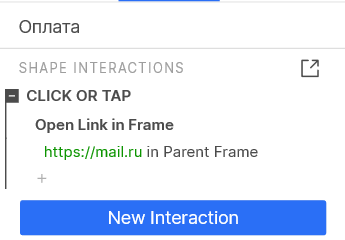 Оплата
SHAPE INTERACTIONS
CLICK OR TAP
Open Link in Frame
https://mail.ru in Parent Frame
+
New Interaction